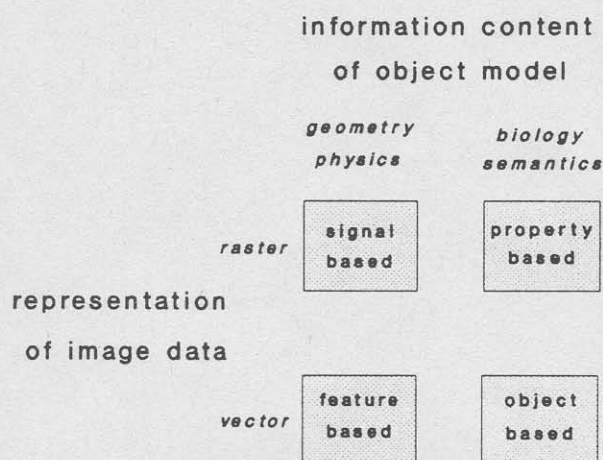 information content
of object model
geometry biology
physics semantics
raster
signal property
based based
representation
of image data
vector
feature object
based based